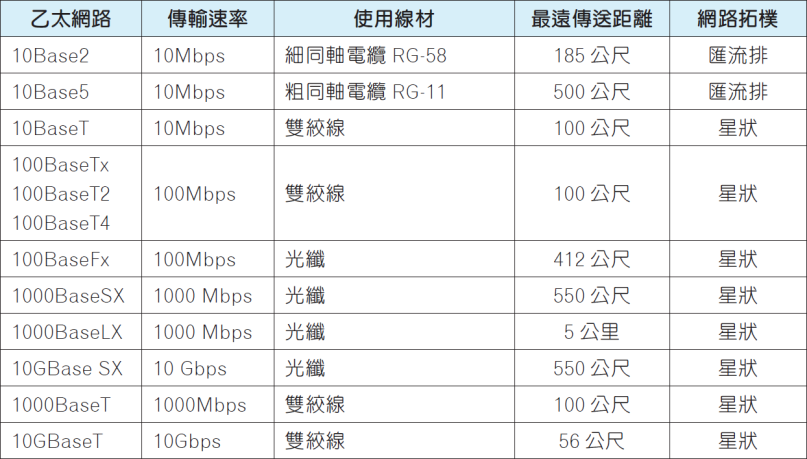 乙太網路 傳輸速率 使用線材 最遠傳送距離 網路拓樸
10Base2 10Mbps 細同軸電纜 RG-58 185 公尺 匯流排
10Base5 10Mbps 粗同軸電纜 RG-11 500 公尺 匯流排
10BaseT 10Mbps 雙絞線 100 公尺 星狀
100BaseTx
100BaseT2 100Mbps 雙絞線 100 公尺 星狀
100BaseT4
100BaseFx 100Mbps 光纖 412 公尺 星狀
1000BaseSX 1000 Mbps 光纖 550 公尺 星狀
1000BaseLX 1000 Mbps 光纖 5 公里 星狀
10GBase SX 10 Gbps 光纖 550 公尺 星狀
1000BaseT 1000Mbps 雙絞線 100 公尺 星狀
10GBaseT 10Gbps 雙絞線 56 公尺 星狀